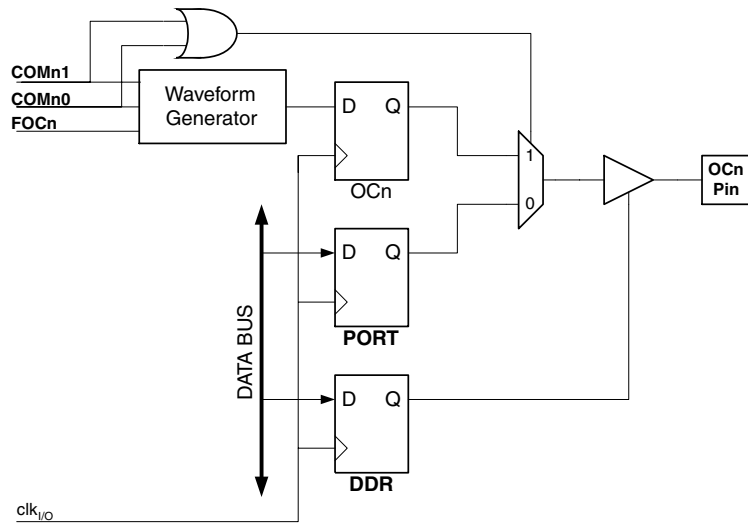 COMn1
COMn0
FOCn
Waveform
Generator
D Q
OCn
1
0
OCn
Pin
D Q
PORT
DATA BUS
D Q
DDR
clkI/O